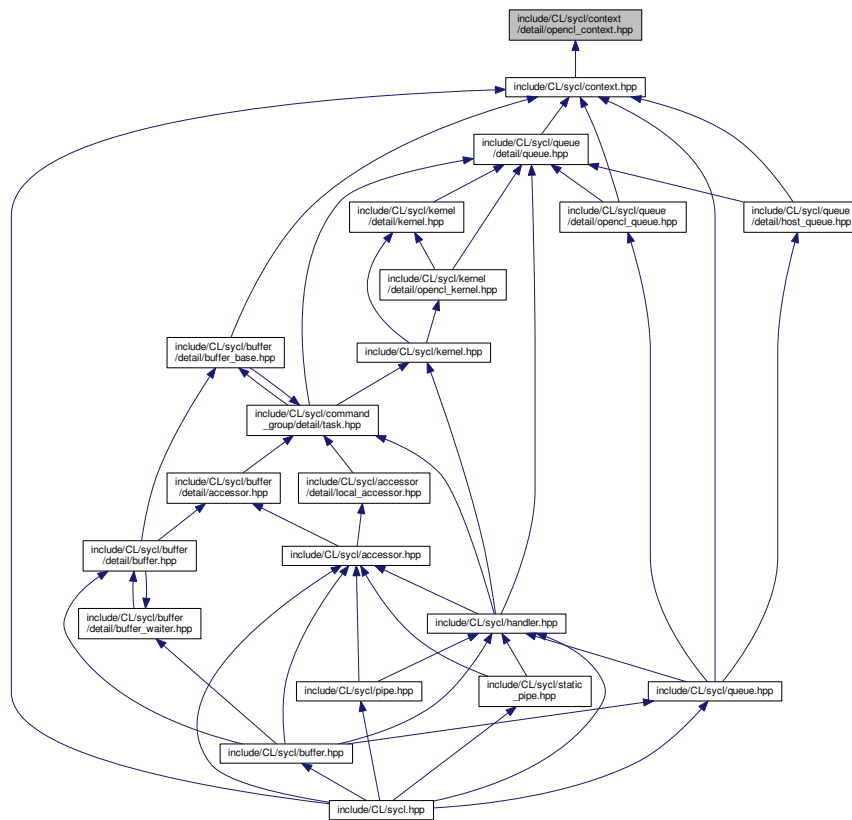 include/CL/sycl/context
/detail/opencl_context.hpp
include/CL/sycl/context.hpp
include/CL/sycl/queue
/detail/queue.hpp
include/CL/sycl/kernel
/detail/kernel.hpp
include/CL/sycl/queue
/detail/opencl_queue.hpp
include/CL/sycl/queue
/detail/host_queue.hpp
include/CL/sycl/kernel
/detail/opencl_kernel.hpp
include/CL/sycl/buffer
/detail/buffer_base.hpp
include/CL/sycl/kernel.hpp
include/CL/sycl/command
_group/detail/task.hpp
include/CL/sycl/buffer
/detail/accessor.hpp
include/CL/sycl/accessor
/detail/local_accessor.hpp
include/CL/sycl/buffer
/detail/buffer.hpp
include/CL/sycl/accessor.hpp
include/CL/sycl/buffer
/detail/buffer_waiter.hpp
include/CL/sycl/handler.hpp
include/CL/sycl/pipe.hpp
include/CL/sycl/static
_pipe.hpp
include/CL/sycl/queue.hpp
include/CL/sycl/buffer.hpp
include/CL/sycl.hpp